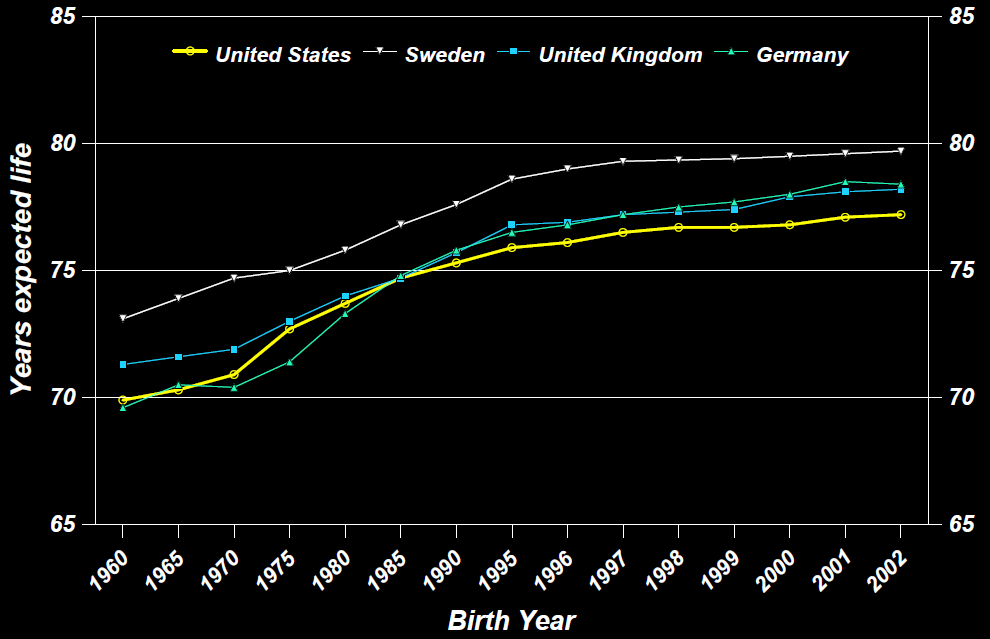 85 85
United States Sweden United Kingdom Germany
80 80
75 75
70 70
65 65
Years expected life
1960 1965 1970 1975 1980 1985 1990 1995 1996 1997 1998 1999 2000 2001 2002
Birth Year